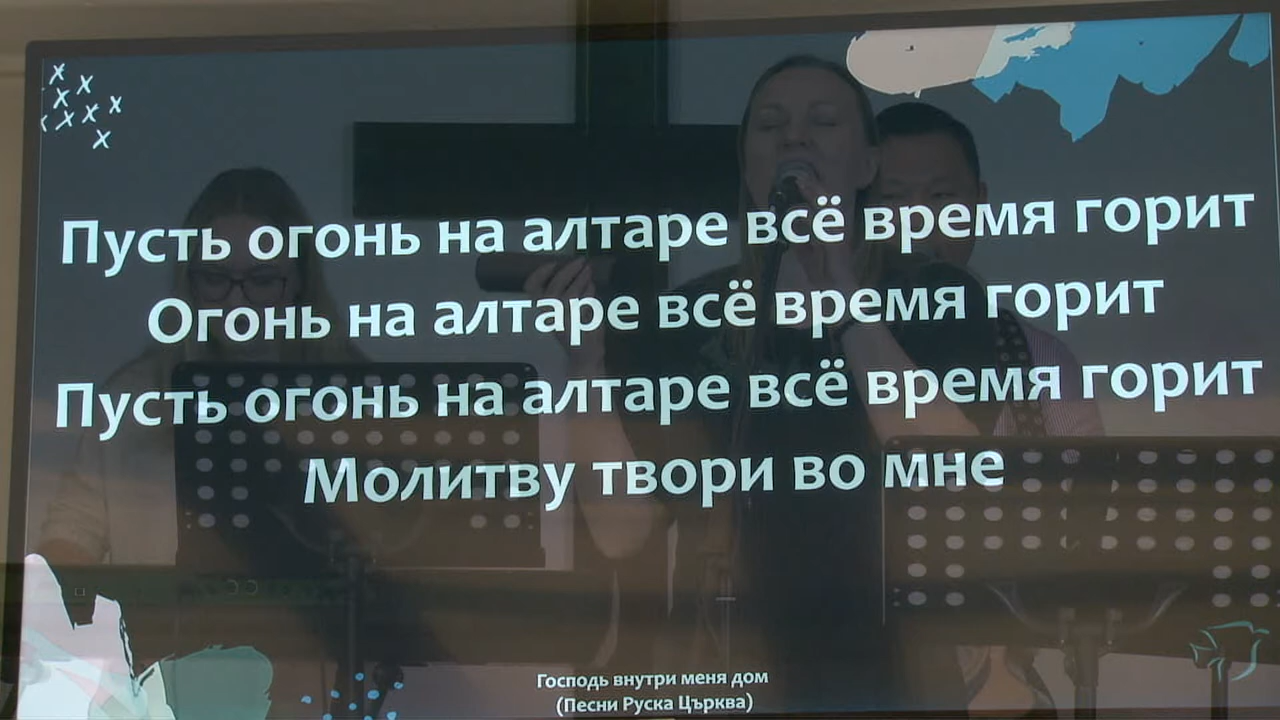 Пусть огонь на алтаре всё время горит
Огонь на алтаре всё время горит
Пусть огонь на алтаре всё время горит
Молитву твори во мне
Господь внутри меня дом
(Песни Руска Църква)